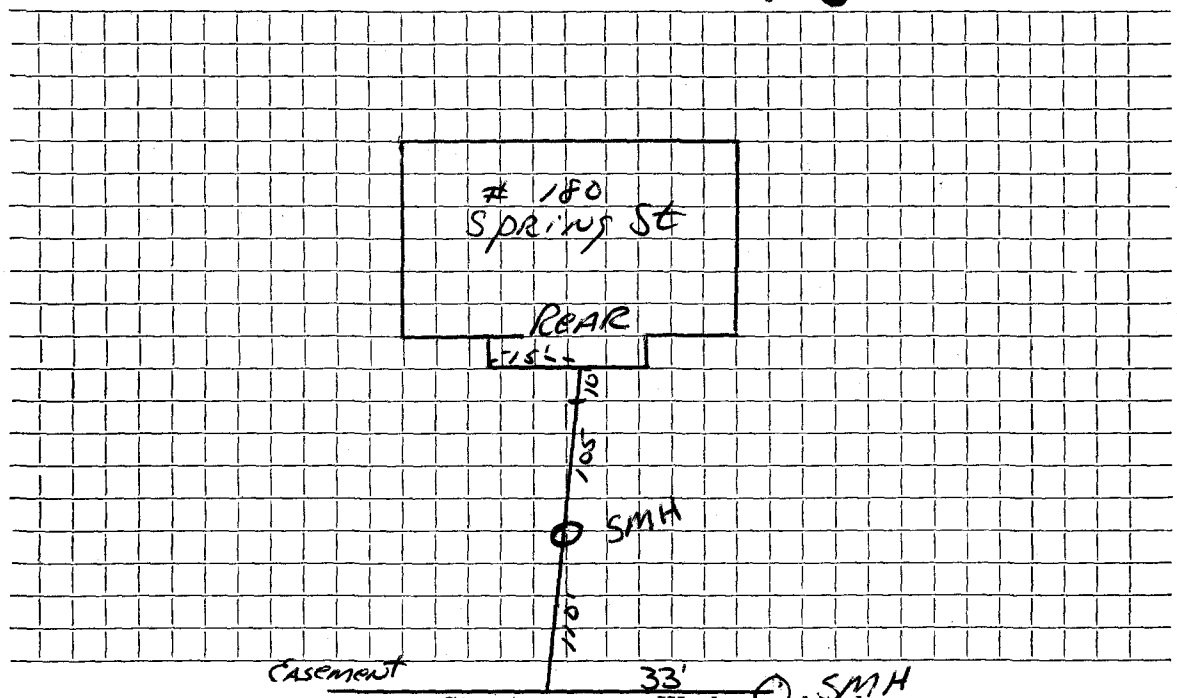 # 180
Spring St
Rear
15'
10'
105'
SMH
110'
Easement 33' SMH